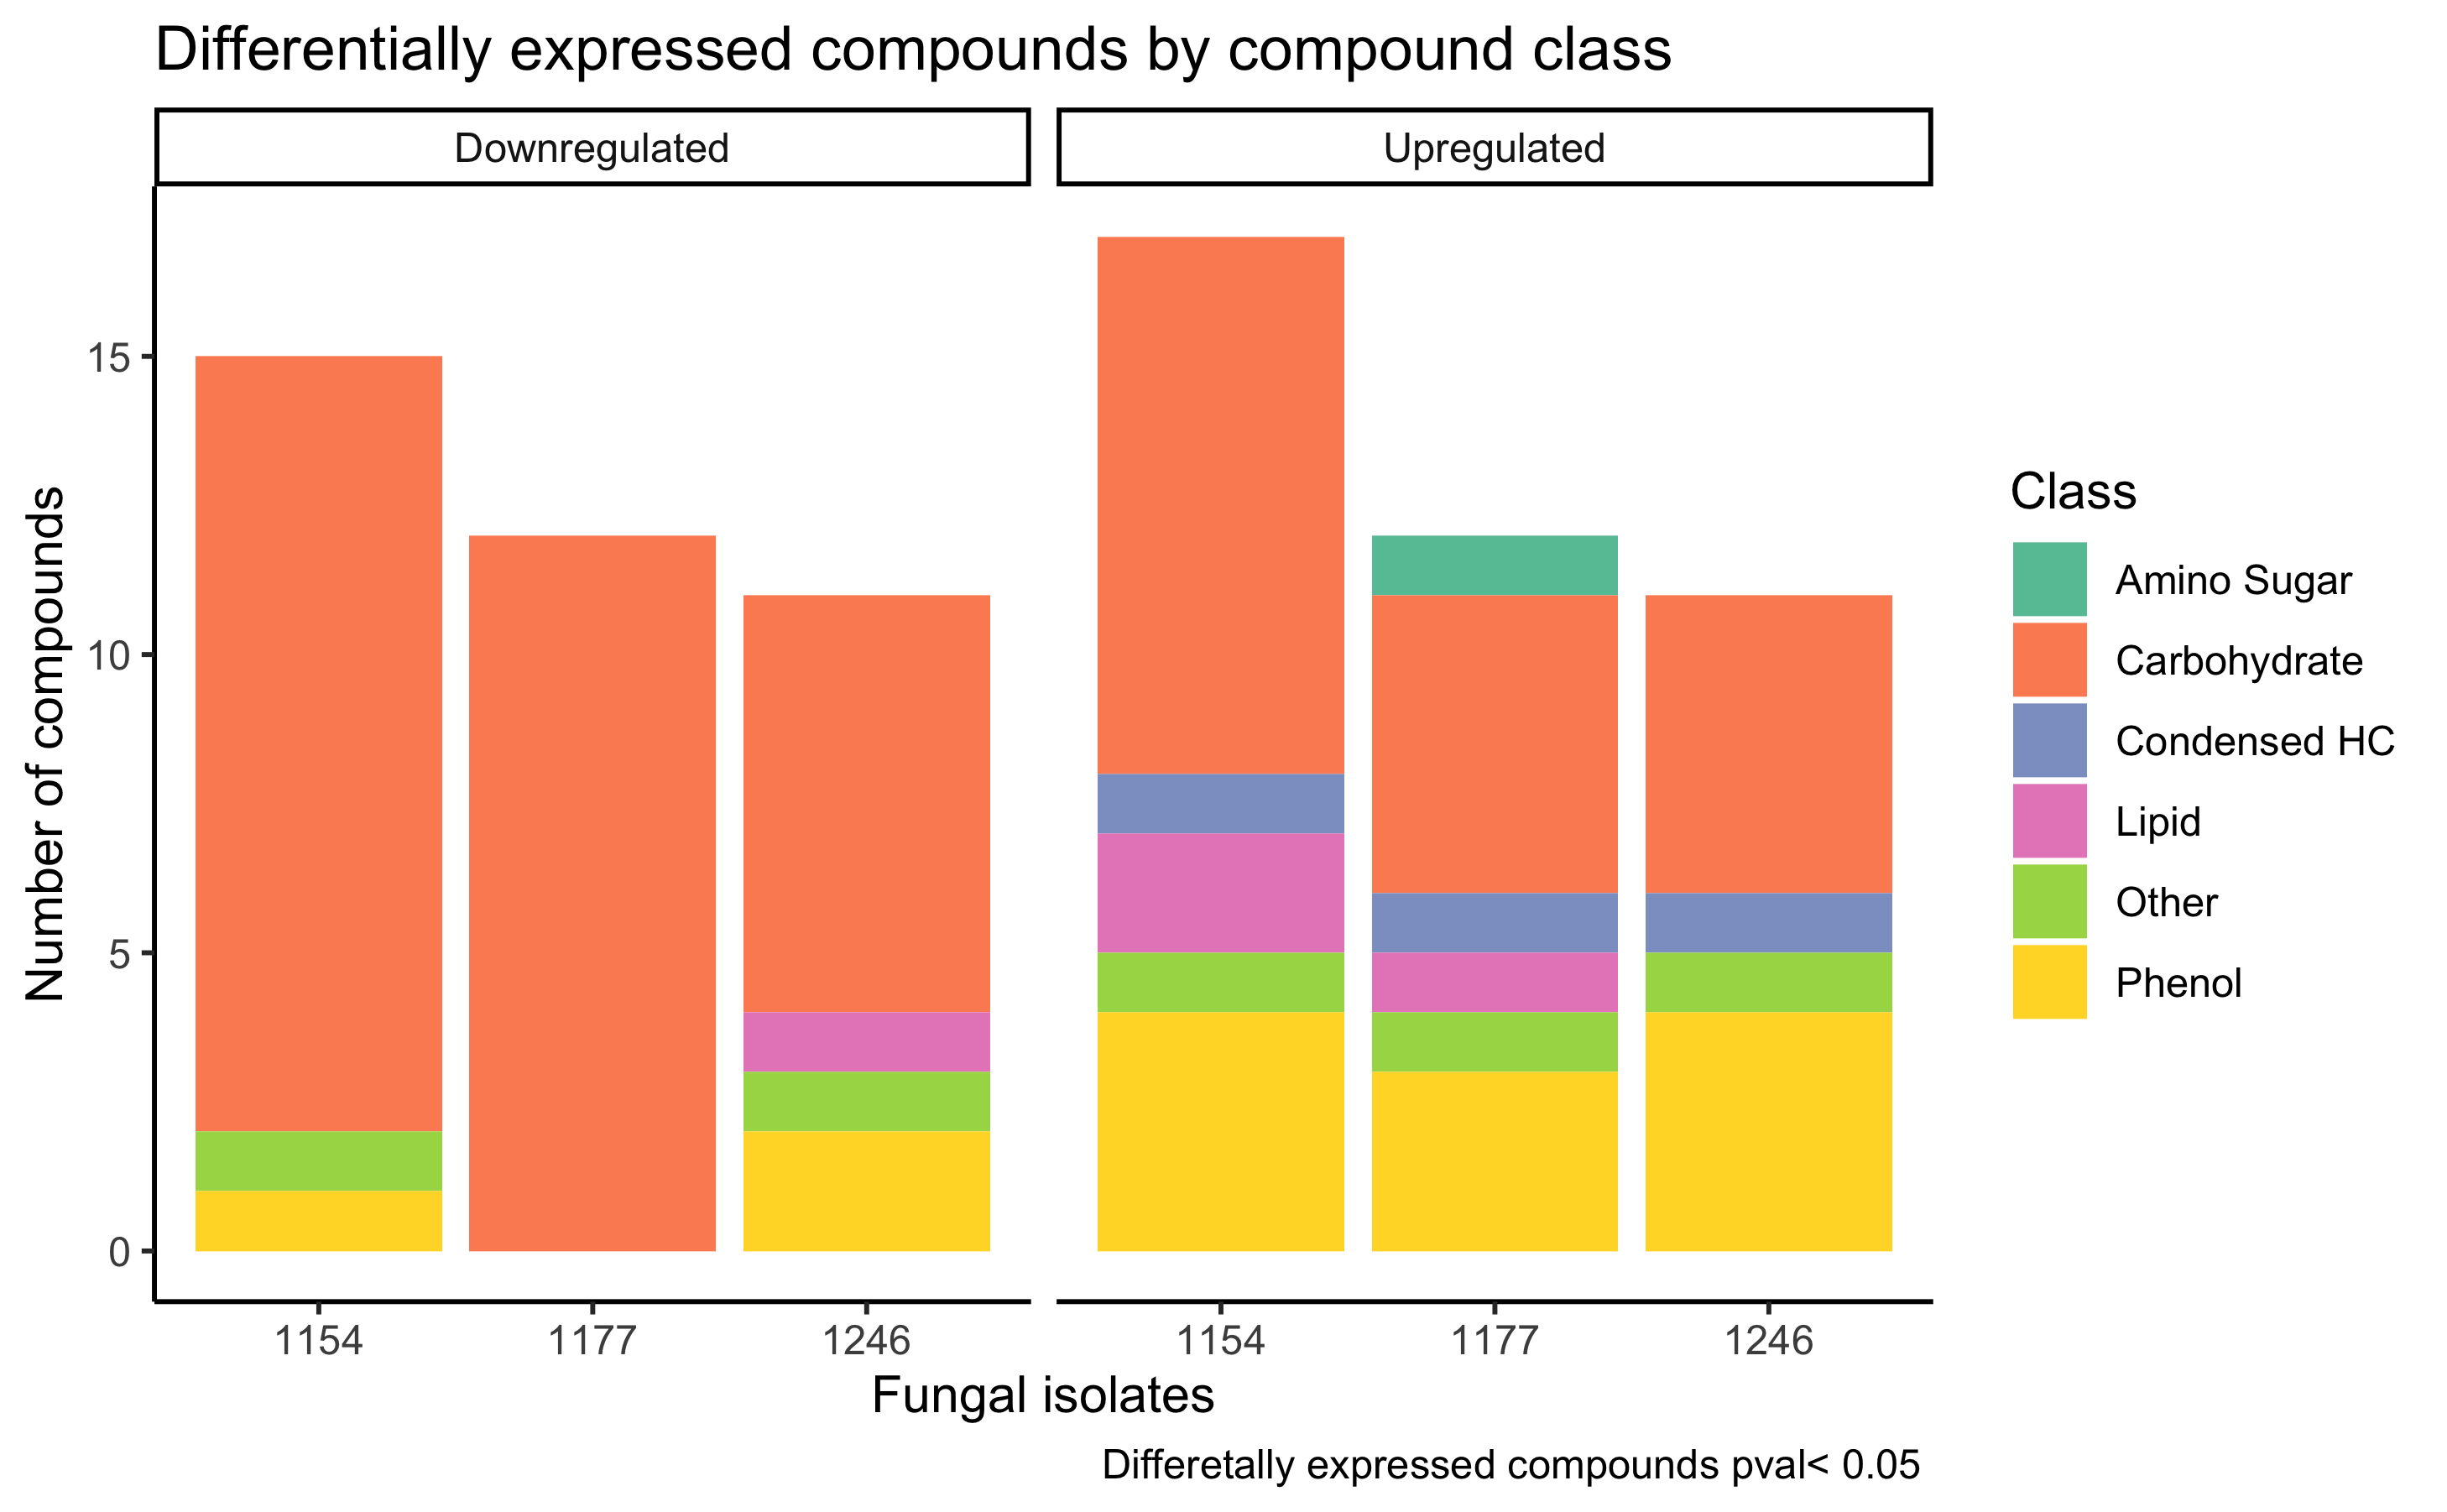 Differentially expressed compounds by compound class
Downregulated
Upregulated
Number of compounds
15
10
5
0
1154
1177
1246
1154
1177
1246
Fungal isolates
Class
Amino Sugar
Carbohydrate
Condensed HC
Lipid
Other
Phenol
Differetally expressed compounds pval< 0.05